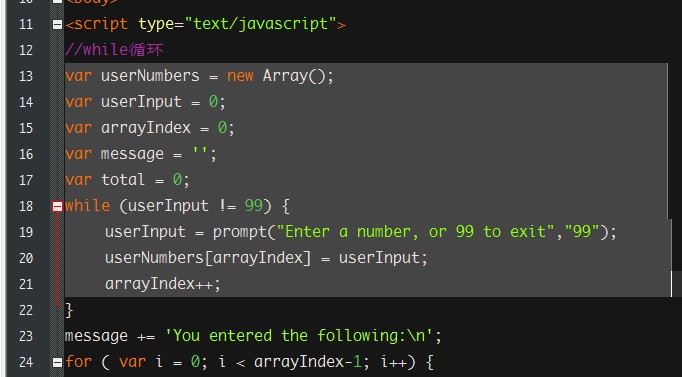 10 <body>
11 <script type="text/javascript">
12 //while循环
13 var userNumbers = new Array();
14 var userInput = 0;
15 var arrayIndex = 0;
16 var message = '';
17 var total = 0;
18 while (userInput != 99) {
19 userInput = prompt("Enter a number, or 99 to exit","99");
20 userNumbers[arrayIndex] = userInput;
21 arrayIndex++;
22 }
23 message += 'You entered the following:\n';
24 for ( var i = 0; i < arrayIndex-1; i++) {